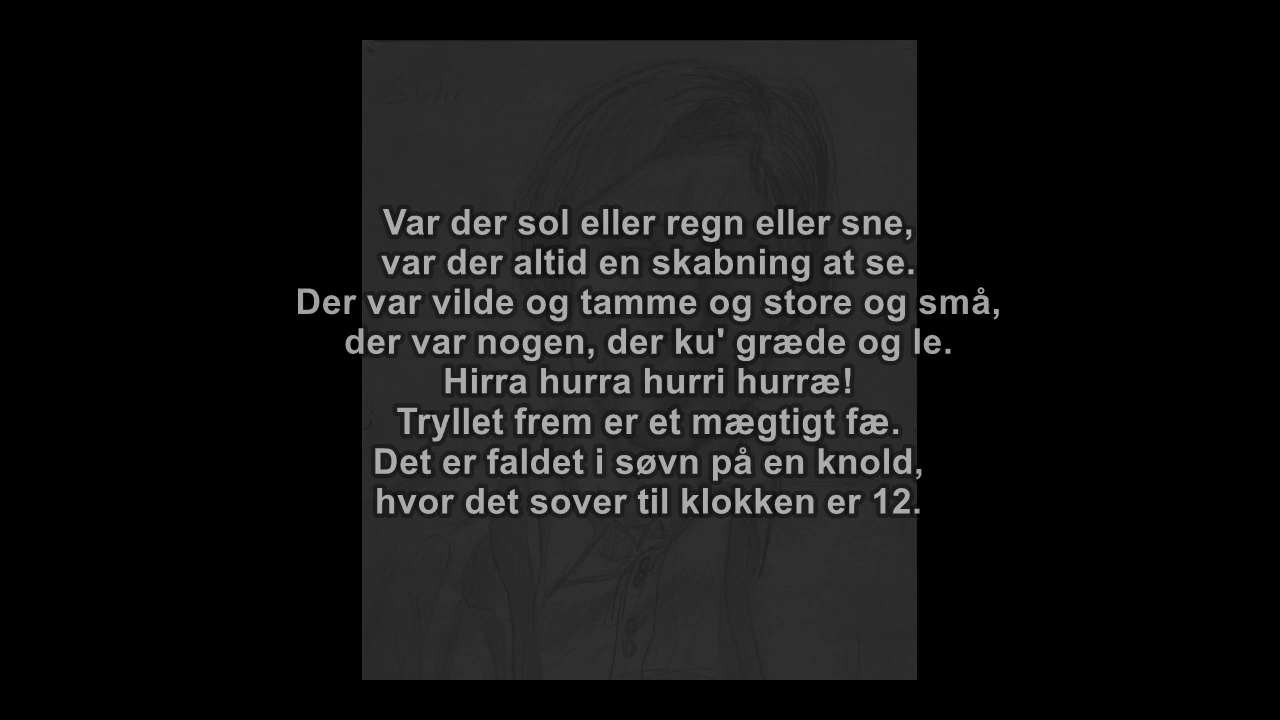 Var der sol eller regn eller sne,
var der altid en skabning at se.
Der var vilde og tamme og store og små,
der var nogen, der ku' græde og le.
Hirra hurra hurri hurræ!
Tryllet frem er et mægtigt fæ.
Det er faldet i søvn på en knold,
hvor det sover til klokken er 12.